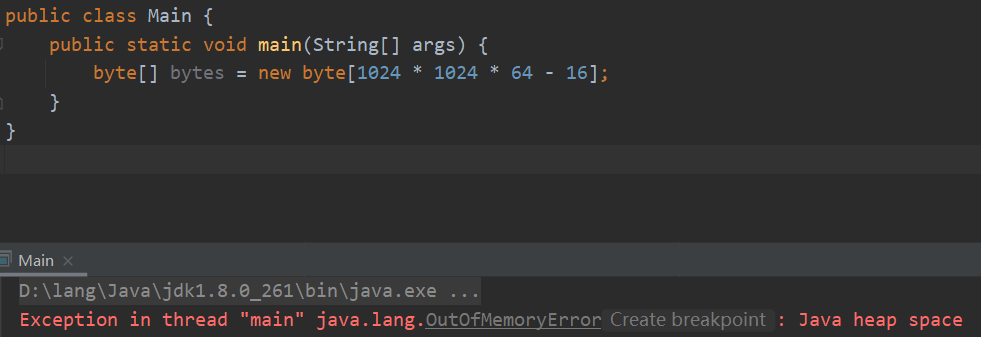 public class Main {
    public static void main(String[] args) {
        byte[] bytes = new byte[1024 * 1024 * 64 - 16];
    }
}
Main ×
D:\lang\Java\jdk1.8.0_261\bin\java.exe ...
Exception in thread "main" java.lang.OutOfMemoryError Create breakpoint : Java heap space